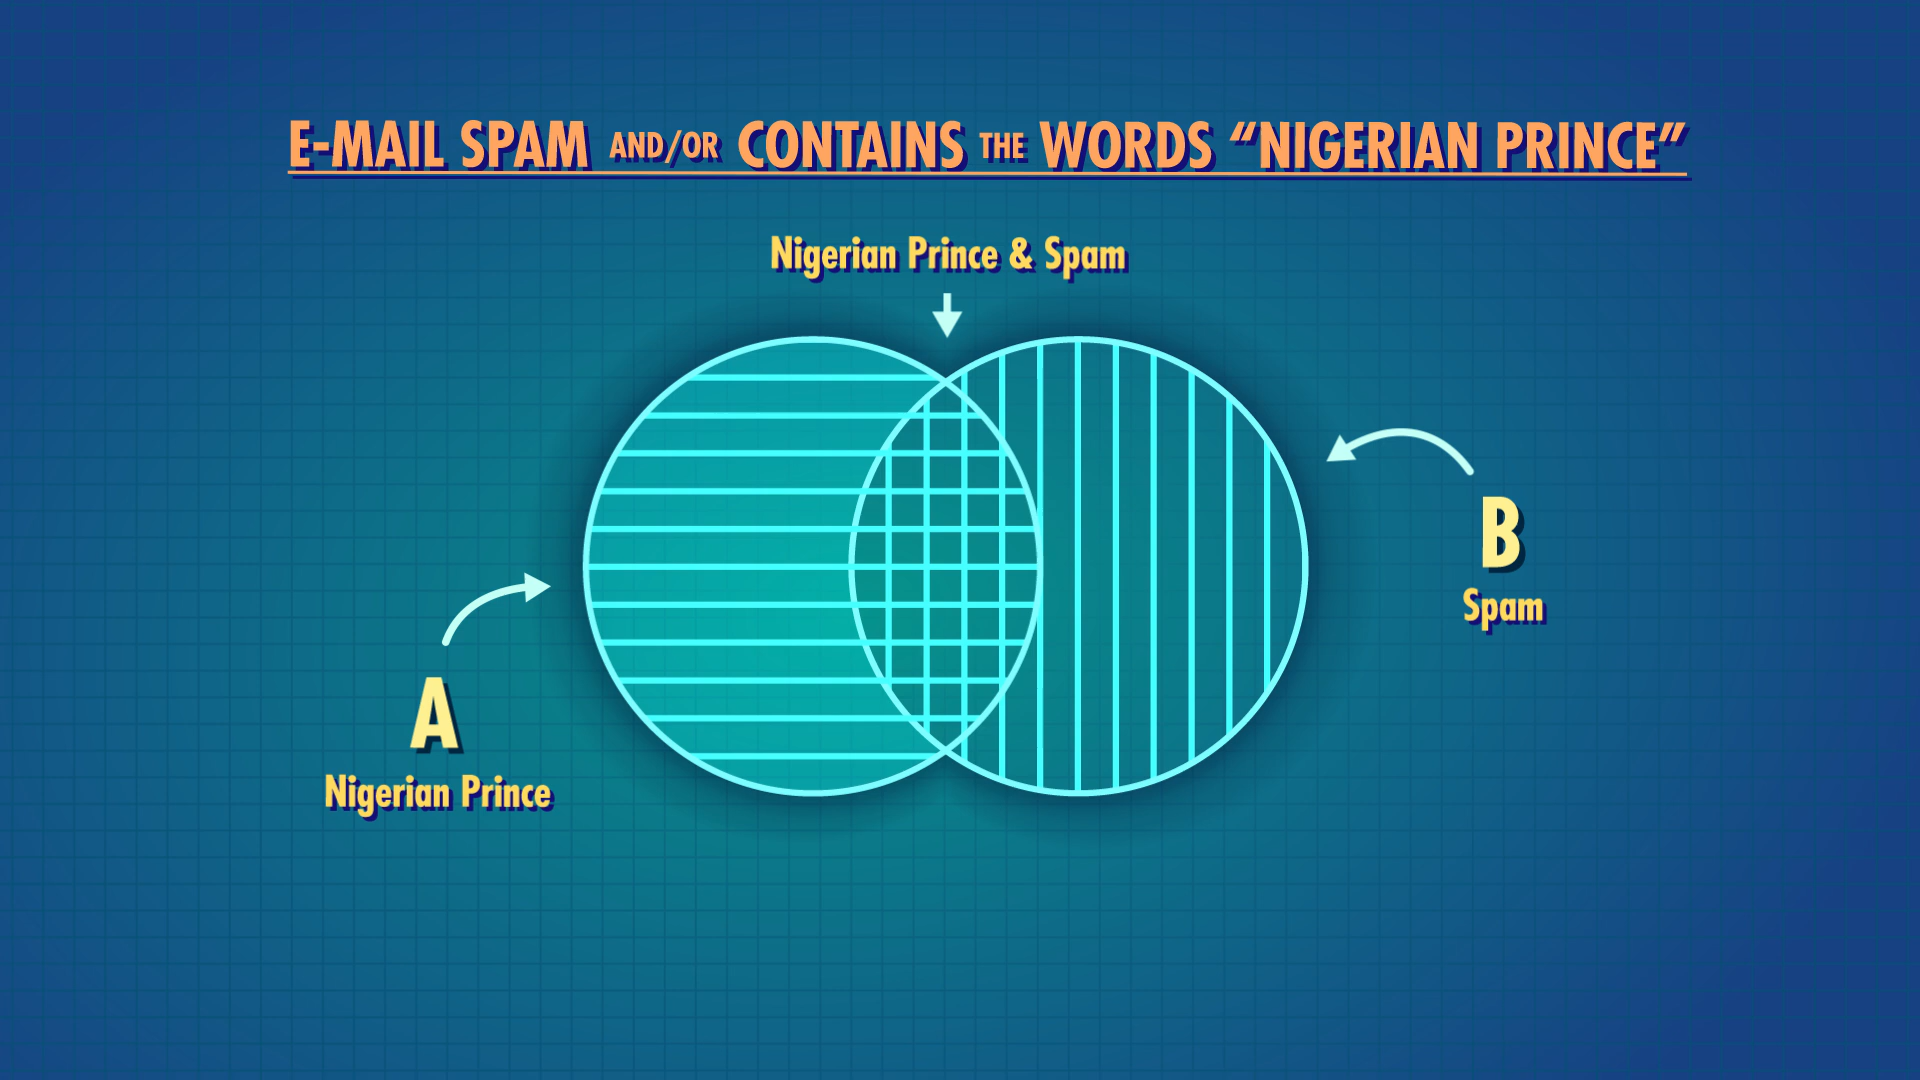 E-MAIL SPAM AND/OR CONTAINS THE WORDS “NIGERIAN PRINCE”
Nigerian Prince & Spam
B
Spam
A
Nigerian Prince